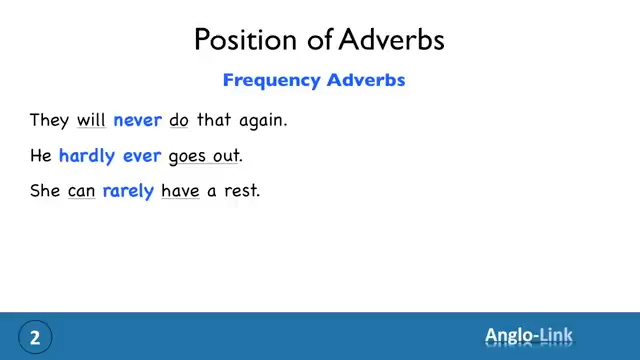 Position of Adverbs
Frequency Adverbs
They will never do that again.
He hardly ever goes out.
She can rarely have a rest.
2
Anglo-Link